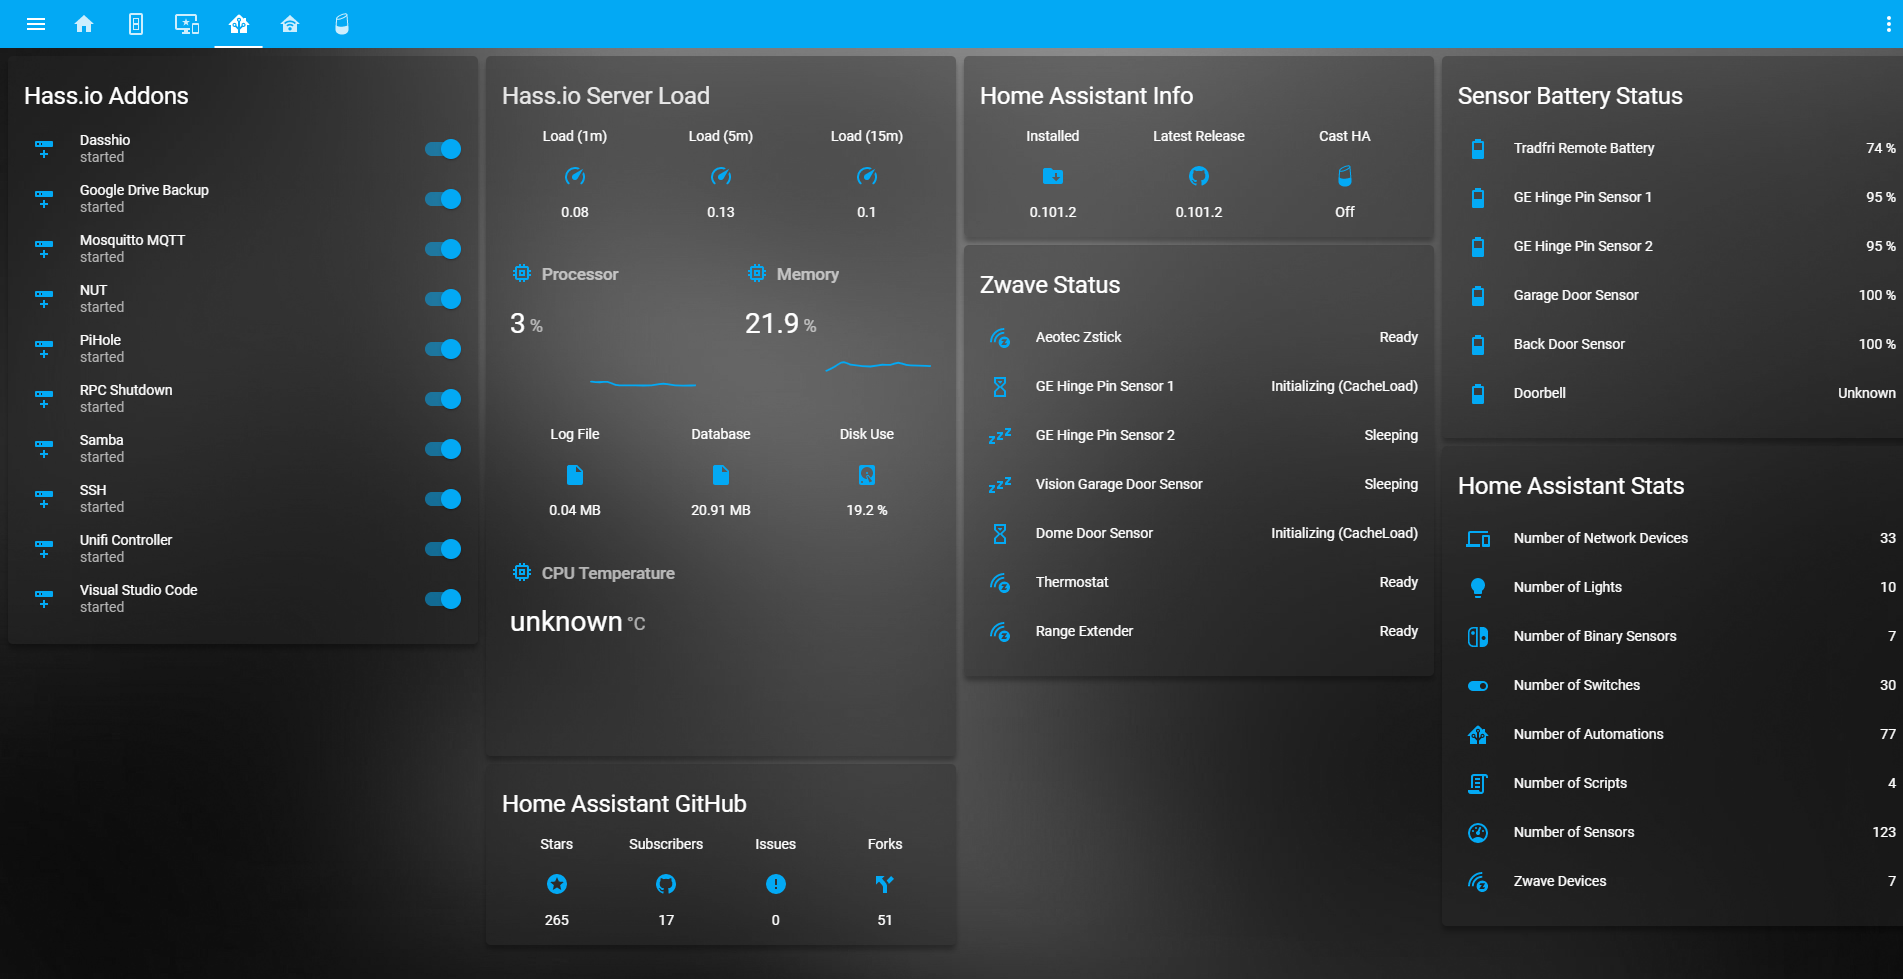 Hass.io Addons
Dasshio
started
Google Drive Backup
started
Mosquitto MQTT
started
NUT
started
PiHole
started
RPC Shutdown
started
Samba
started
SSH
started
Unifi Controller
started
Visual Studio Code
started
Hass.io Server Load
Load (1m) Load (5m) Load (15m)
0.08 0.13 0.1
Processor Memory
3 % 21.9 %
Log File Database Disk Use
0.04 MB 20.91 MB 19.2 %
CPU Temperature
unknown °C
Home Assistant GitHub
Stars Subscribers Issues Forks
265 17 0 51
Home Assistant Info
Installed Latest Release Cast HA
0.101.2 0.101.2 Off
Zwave Status
Aeotec Zstick Ready
GE Hinge Pin Sensor 1 Initializing (CacheLoad)
GE Hinge Pin Sensor 2 Sleeping
Vision Garage Door Sensor Sleeping
Dome Door Sensor Initializing (CacheLoad)
Thermostat Ready
Range Extender Ready
Sensor Battery Status
Tradfri Remote Battery 74 %
GE Hinge Pin Sensor 1 95 %
GE Hinge Pin Sensor 2 95 %
Garage Door Sensor 100 %
Back Door Sensor 100 %
Doorbell Unknown
Home Assistant Stats
Number of Network Devices 33
Number of Lights 10
Number of Binary Sensors 7
Number of Switches 30
Number of Automations 77
Number of Scripts 4
Number of Sensors 123
Zwave Devices 7